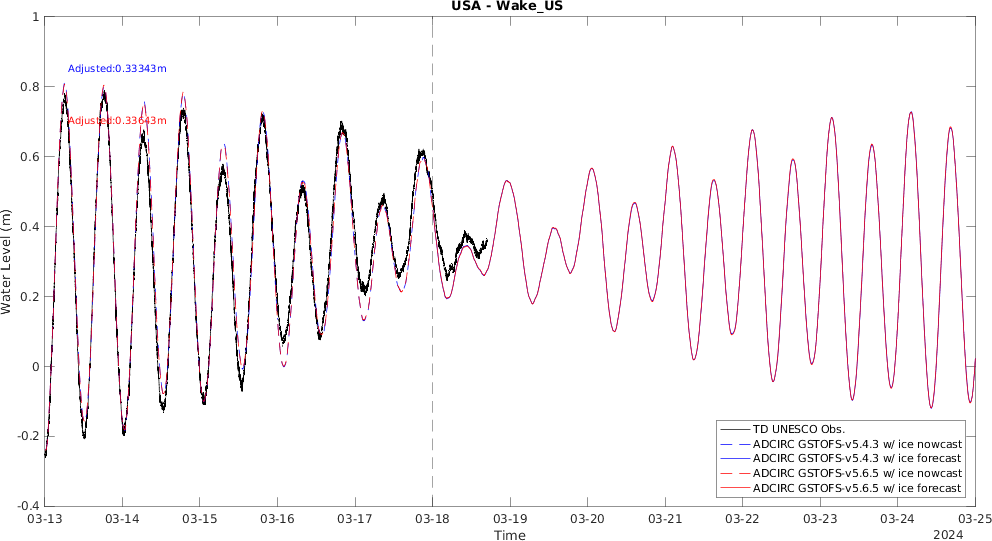 USA - Wake_US
1
0.8
0.6
0.4
0.2
0
-0.2
-0.4
Water Level (m)
Adjusted:0.33343m
Adjusted:0.33643m
TD UNESCO Obs.
ADCIRC GSTOFS-v5.4.3 w/ ice nowcast
ADCIRC GSTOFS-v5.4.3 w/ ice forecast
ADCIRC GSTOFS-v5.6.5 w/ ice nowcast
ADCIRC GSTOFS-v5.6.5 w/ ice forecast
03-13 03-14 03-15 03-16 03-17 03-18 03-19 03-20 03-21 03-22 03-23 03-24 03-25
Time
2024